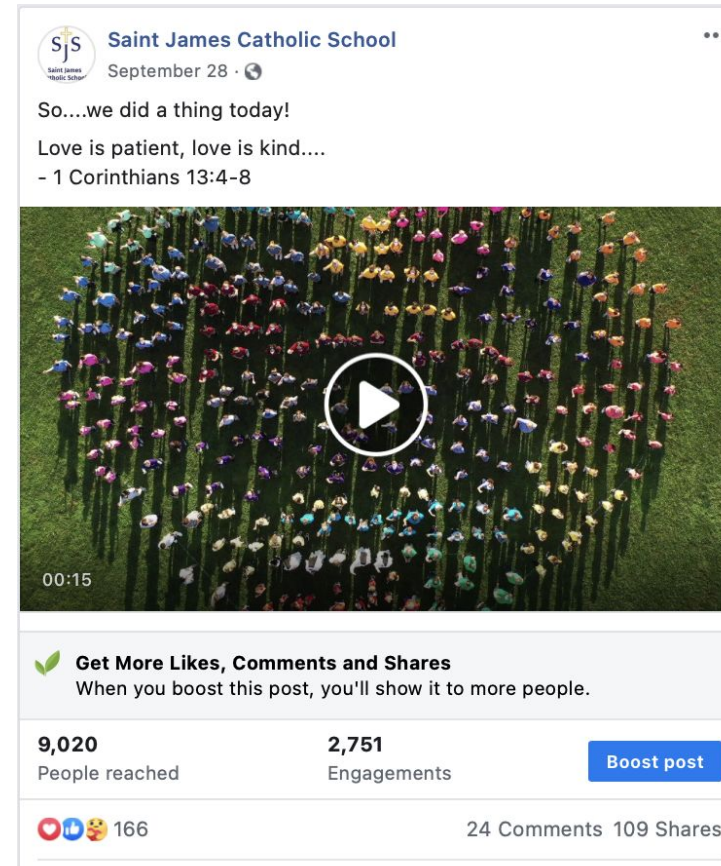 SJS
Saint James
Saint James Catholic School
September 28 ·
So....we did a thing today!
Love is patient, love is kind....
- 1 Corinthians 13:4-8
00:15
Get More Likes, Comments and Shares
When you boost this post, you'll show it to more people.
9,020
2,751
People reached
Engagements
Boost post
166
24 Comments 109 Shares